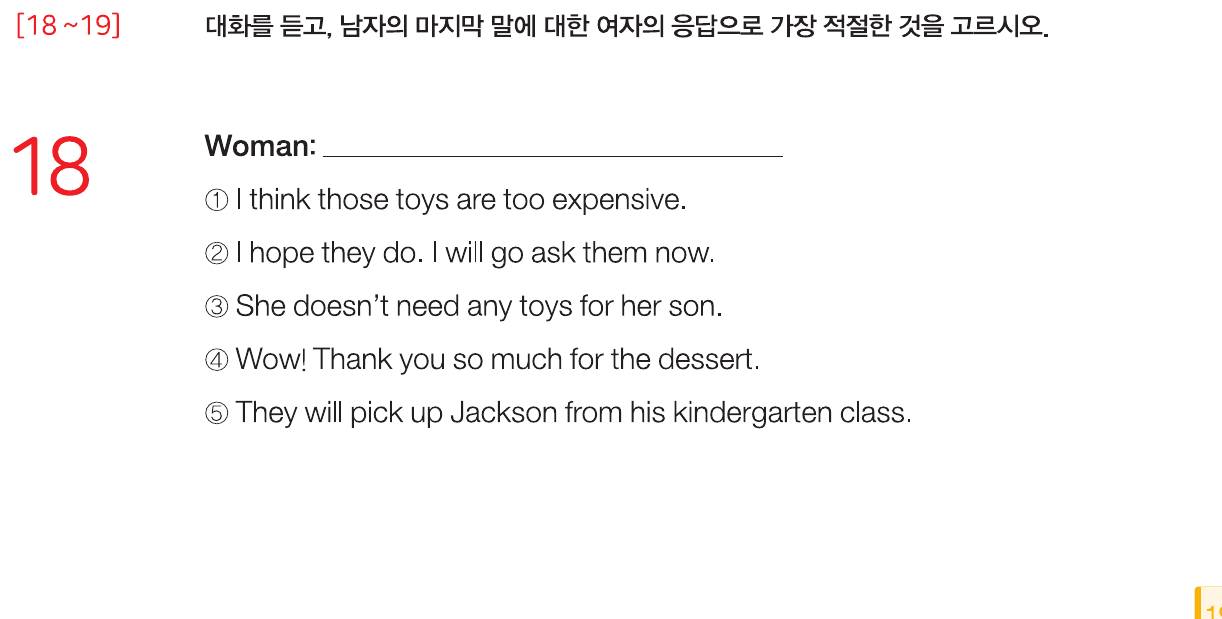 [18~19] 대화를 듣고, 남자의 마지막 말에 대한 여자의 응답으로 가장 적절한 것을 고르시오.
18
Woman: ____________________
① I think those toys are too expensive.
② I hope they do. I will go ask them now.
③ She doesn't need any toys for her son.
④ Wow! Thank you so much for the dessert.
⑤ They will pick up Jackson from his kindergarten class.